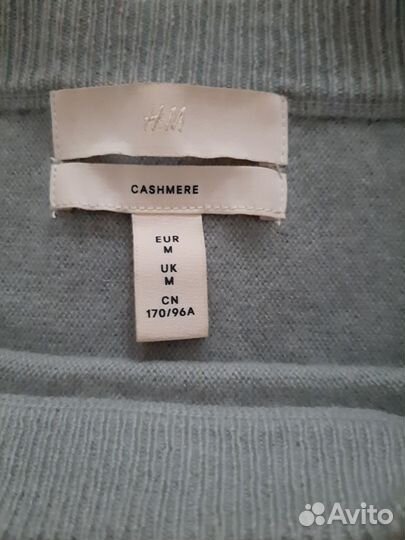 H&M
CASHMERE
EUR
M
UK
M
CN
170/96A
Avito